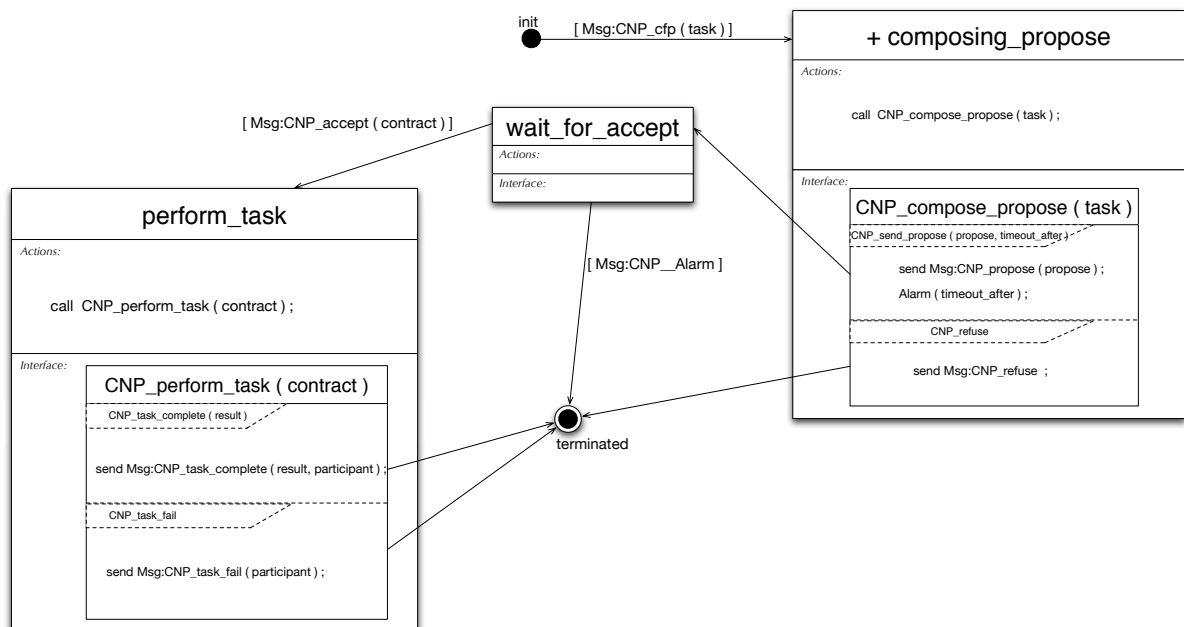 init
[ Msg:CNP_cfp ( task ) ]
+ composing_propose
Actions:
call CNP_compose_propose ( task ) ;
Interface:
CNP_compose_propose ( task )
CNP_send_propose ( propose, timeout_after )
send Msg:CNP_propose ( propose ) ;
Alarm ( timeout_after ) ;
CNP_refuse
send Msg:CNP_refuse ;
[ Msg:CNP_accept ( contract ) ]
wait_for_accept
Actions:
Interface:
[ Msg:CNP__Alarm ]
perform_task
Actions:
call CNP_perform_task ( contract ) ;
Interface:
CNP_perform_task ( contract )
CNP_task_complete ( result )
send Msg:CNP_task_complete ( result, participant ) ;
CNP_task_fail
send Msg:CNP_task_fail ( participant ) ;
terminated